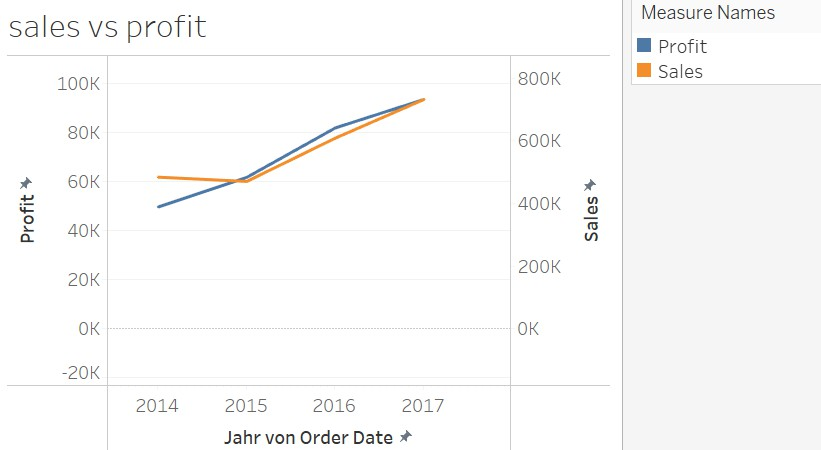 sales vs profit
Measure Names
Profit
Sales
100K
80K
60K
40K
20K
0K
-20K
Profit
800K
600K
400K
200K
0K
Sales
2014 2015 2016 2017
Jahr von Order Date